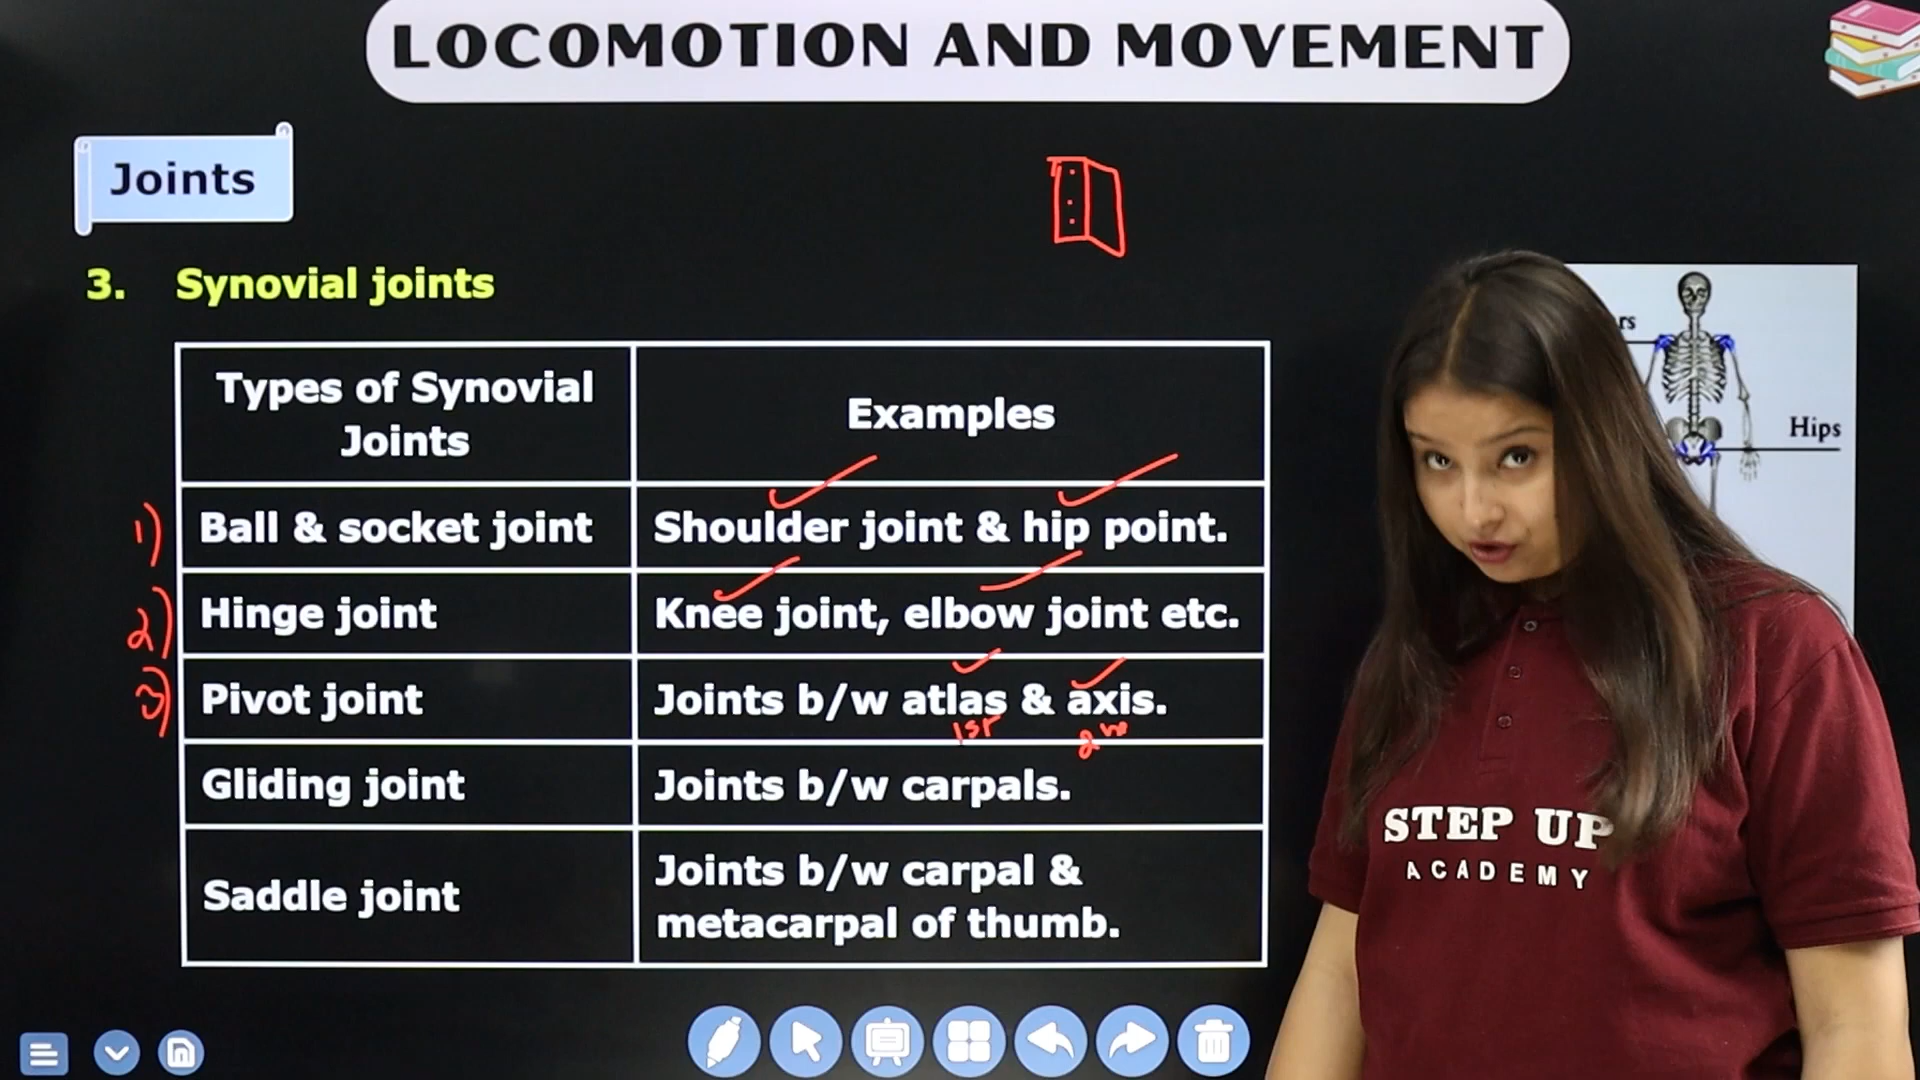 LOCOMOTION AND MOVEMENT
Joints
3. Synovial joints
Types of Synovial
Joints
Examples
1) Ball & socket joint
Shoulder joint & hip point.
2) Hinge joint
Knee joint, elbow joint etc.
3) Pivot joint
Joints b/w atlas & axis.
1st
Gliding joint
Joints b/w carpals.
Saddle joint
Joints b/w carpal &
metacarpal of thumb.
Hips
STEP UP
ACADEMY